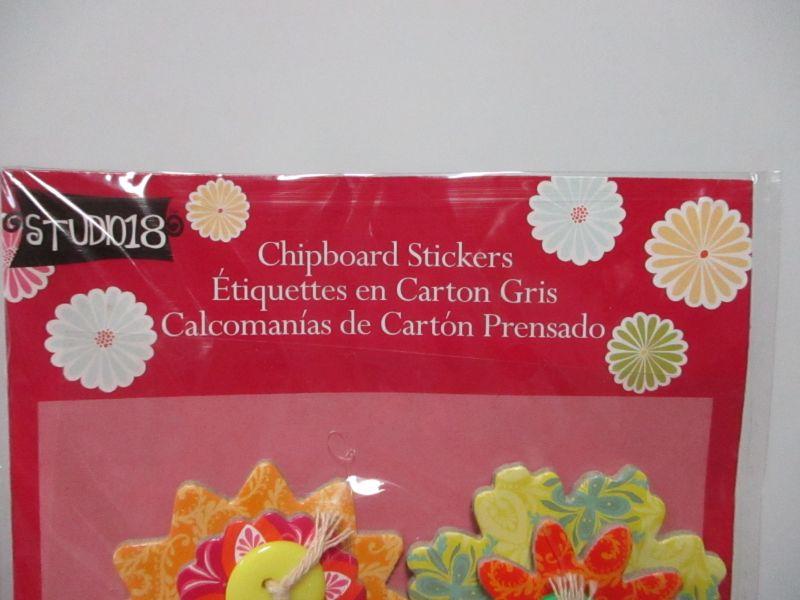 STUDIO18
Chipboard Stickers
Étiquettes en Carton Gris
Calcomanías de Cartón Prensado